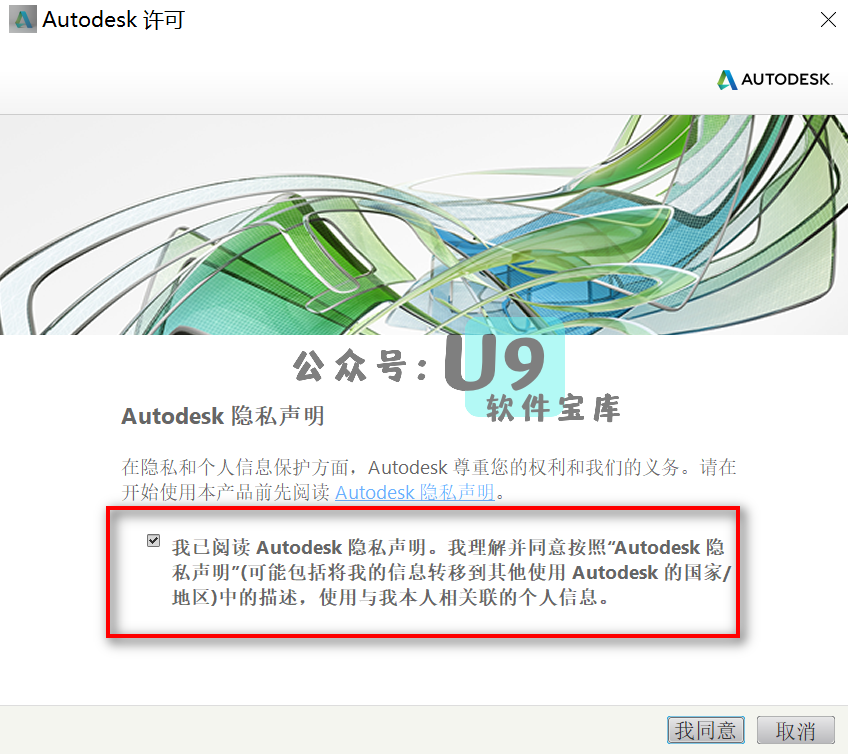 Autodesk 许可
AUTODESK.
公众号：U9
软件宝库
Autodesk 隐私声明
在隐私和个人信息保护方面，Autodesk 尊重您的权利和我们的义务。请在
开始使用本产品前先阅读 Autodesk 隐私声明。
我已阅读 Autodesk 隐私声明。我理解并同意按照“Autodesk 隐
私声明”(可能包括将我的信息转移到其他使用 Autodesk 的国家/
地区)中的描述，使用与我本人相关联的个人信息。
我同意
取消